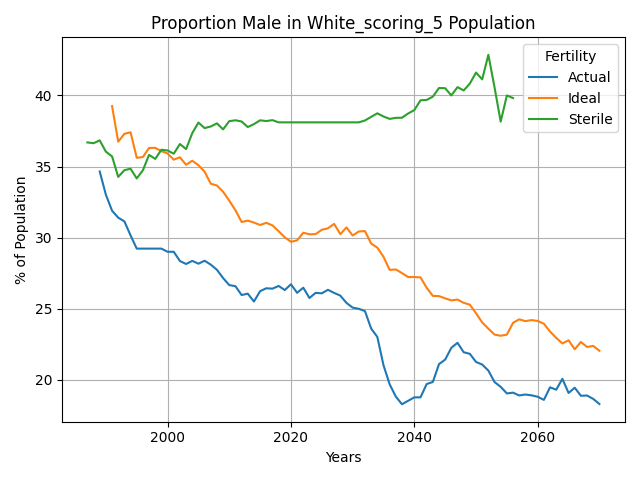 Proportion Male in White_scoring_5 Population
Fertility
Actual
Ideal
Sterile
% of Population
40
35
30
25
20
2000
2020
2040
2060
Years